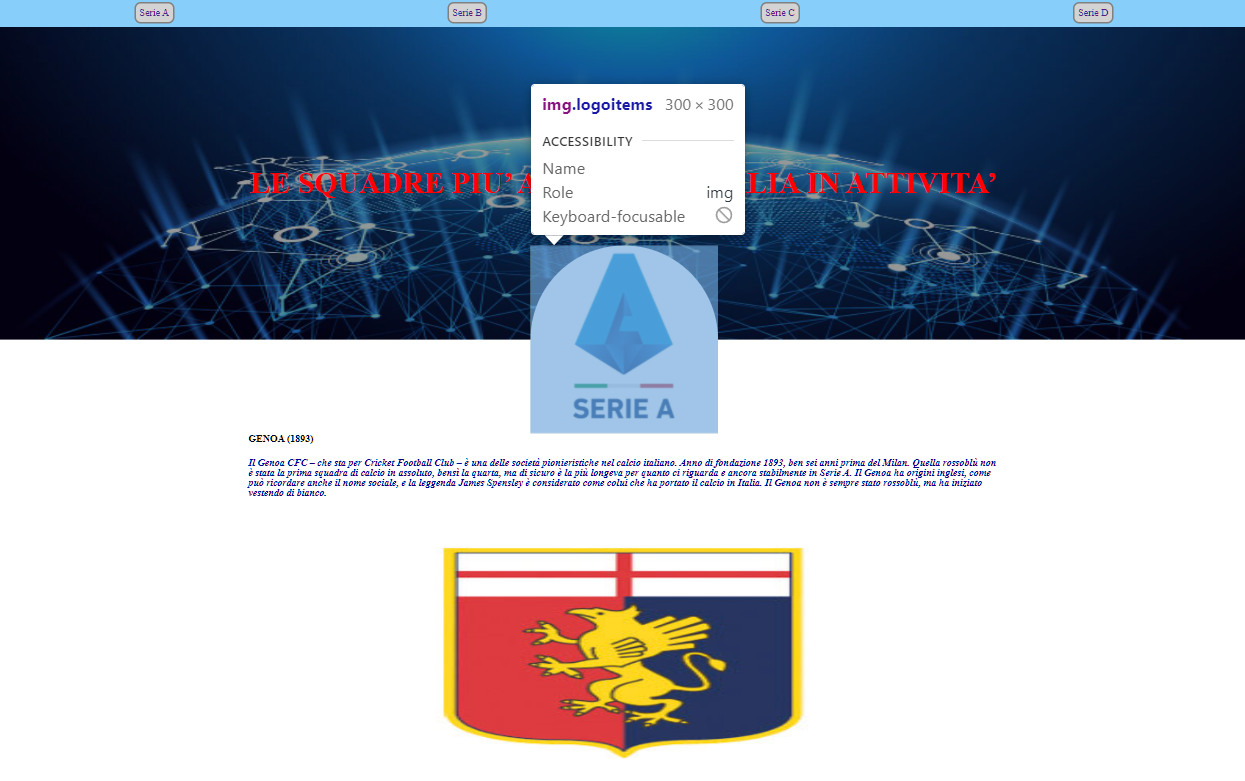 Serie A
Serie B
Serie C
Serie D
img.logoitems 300 × 300
ACCESSIBILITY
Name
Role img
Keyboard-focusable
LE SQUADRE PIU’ A LIA IN ATTIVITA’
SERIE A
GENOA (1893)
Il Genoa CFC – che sta per Cricket Football Club – è una delle società pionieristiche nel calcio italiano. Anno di fondazione 1893, ben sei anni prima del Milan. Quella rossoblù non
è stata la prima squadra di calcio in assoluto, bensì la quarta, ma di sicuro è la più longeva per quanto ci riguarda e ancora stabilmente in Serie A. Il Genoa ha origini inglesi, come
può ricordare anche il nome sociale, e la leggenda James Spensley è considerato come colui che ha portato il calcio in Italia. Il Genoa non è sempre stato rossoblù, ma ha iniziato
vestendo di bianco.